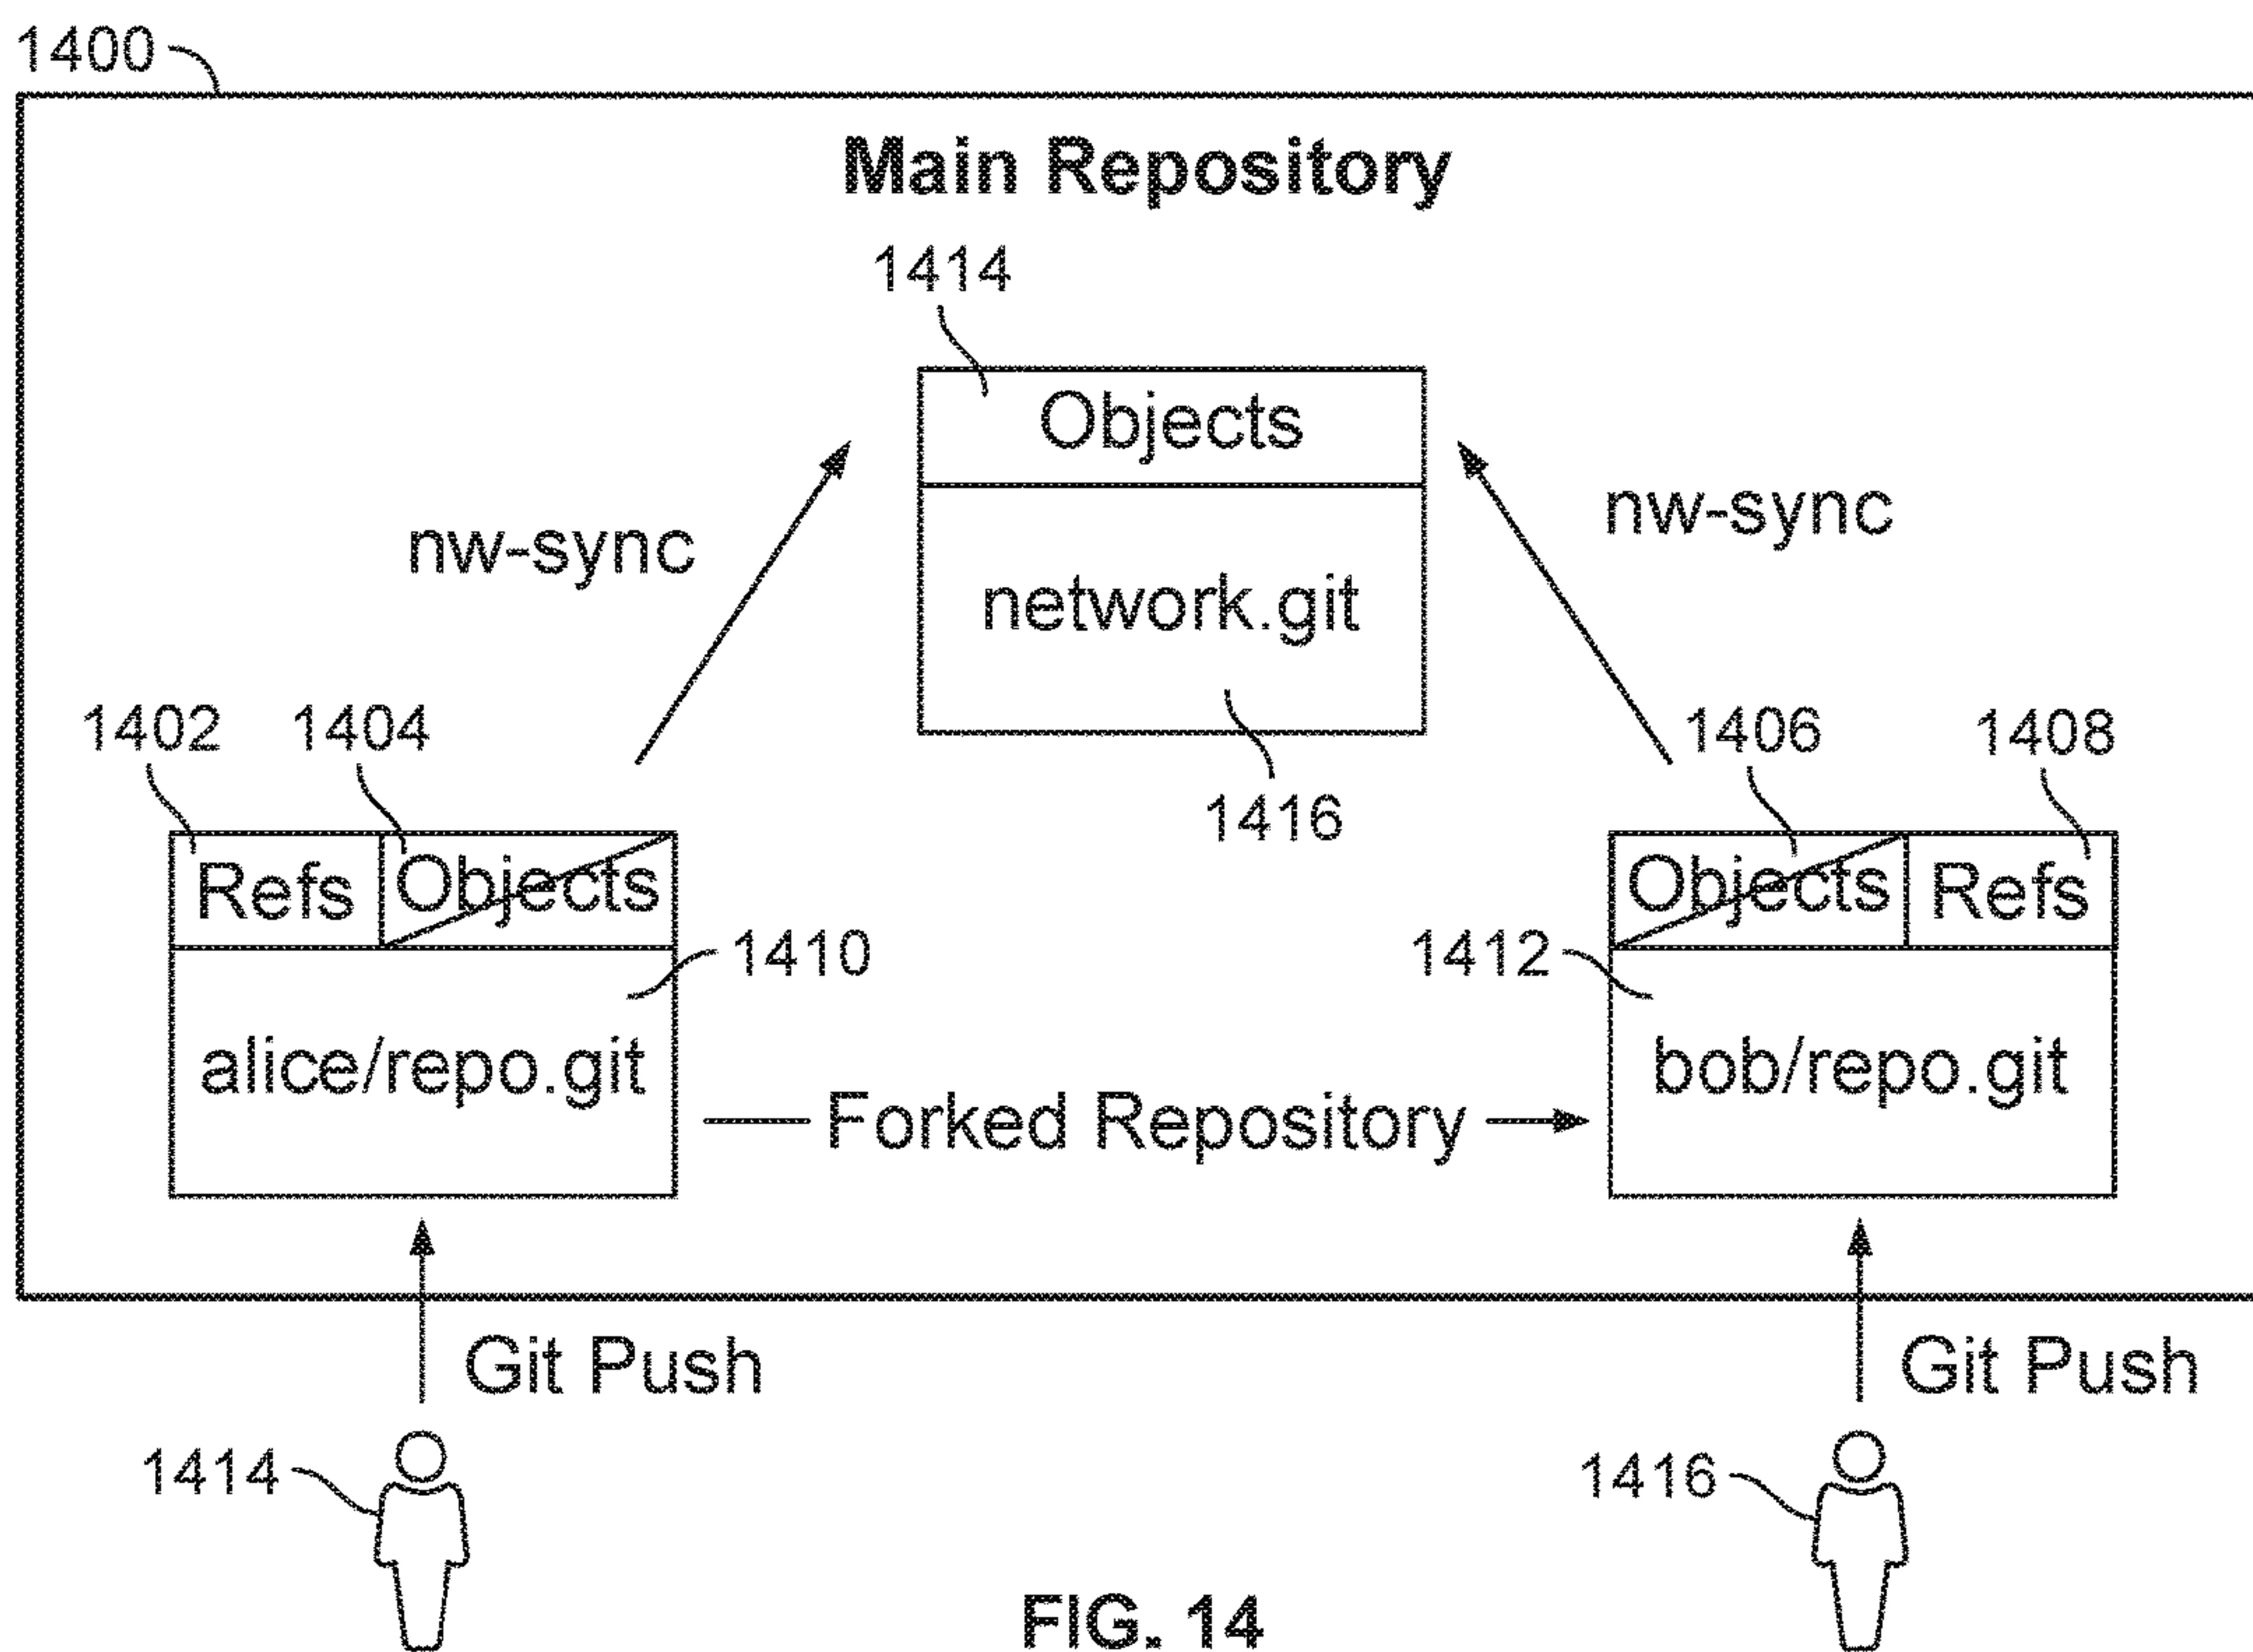 1400
Main Repository
1414
Objects
nw-sync
nw-sync
network.git
1402
1404
1406
1408
1416
Refs
Objects
Objects
Refs
1410
1412
alice/repo.git
bob/repo.git
Forked Repository
Git Push
Git Push
1414
1416
FIG. 14